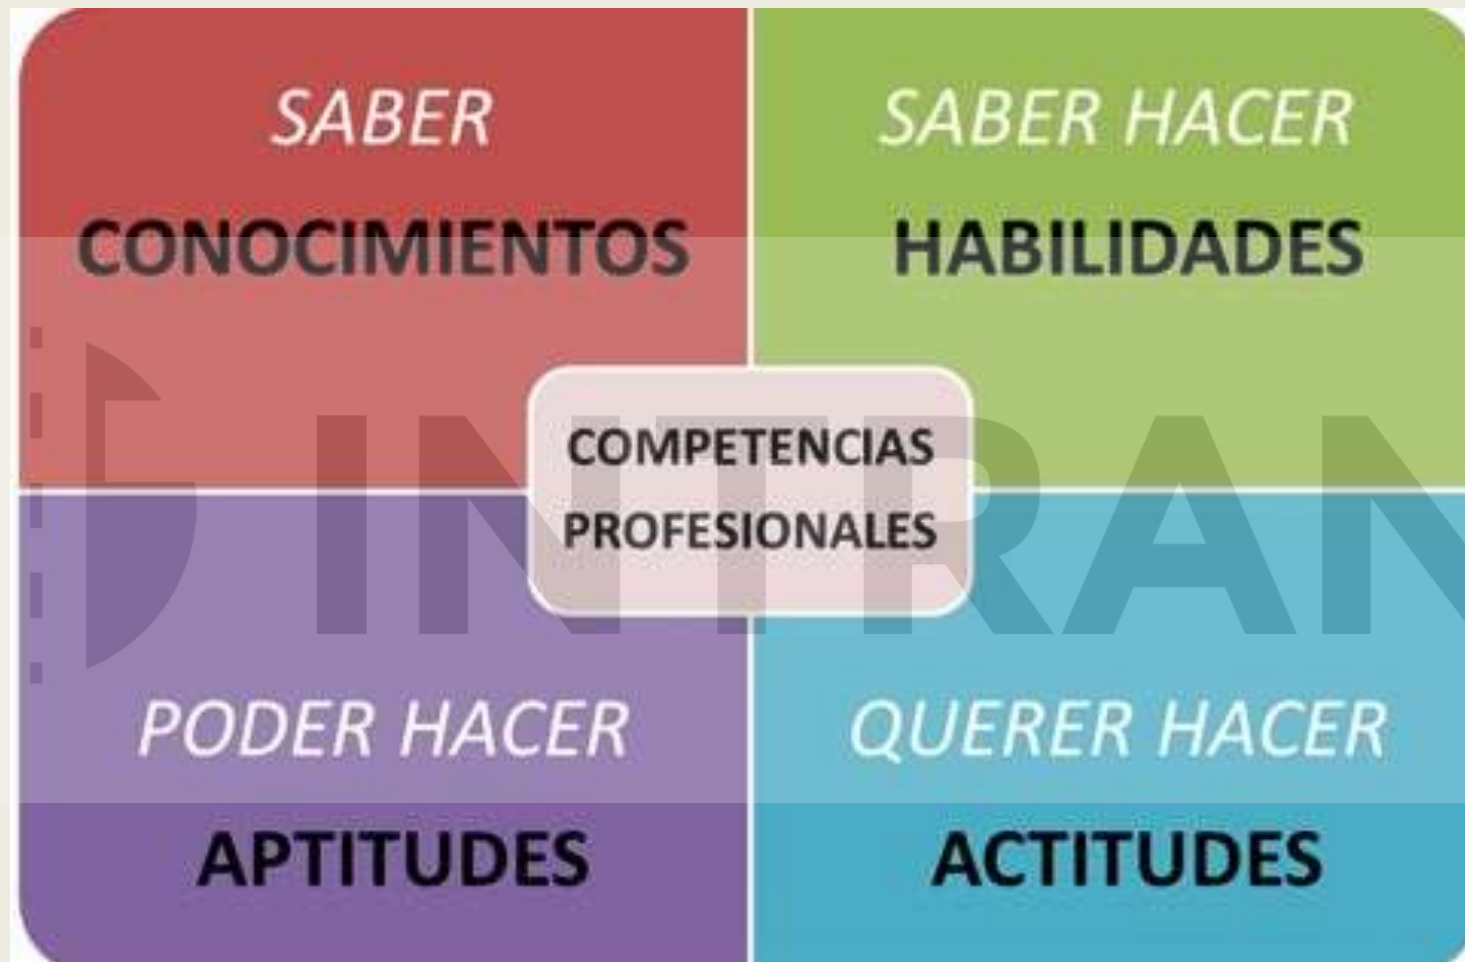 SABER
CONOCIMIENTOS
SABER HACER
HABILIDADES
COMPETENCIAS
PROFESIONALES
PODER HACER
APTITUDES
QUERER HACER
ACTITUDES
INTRAN